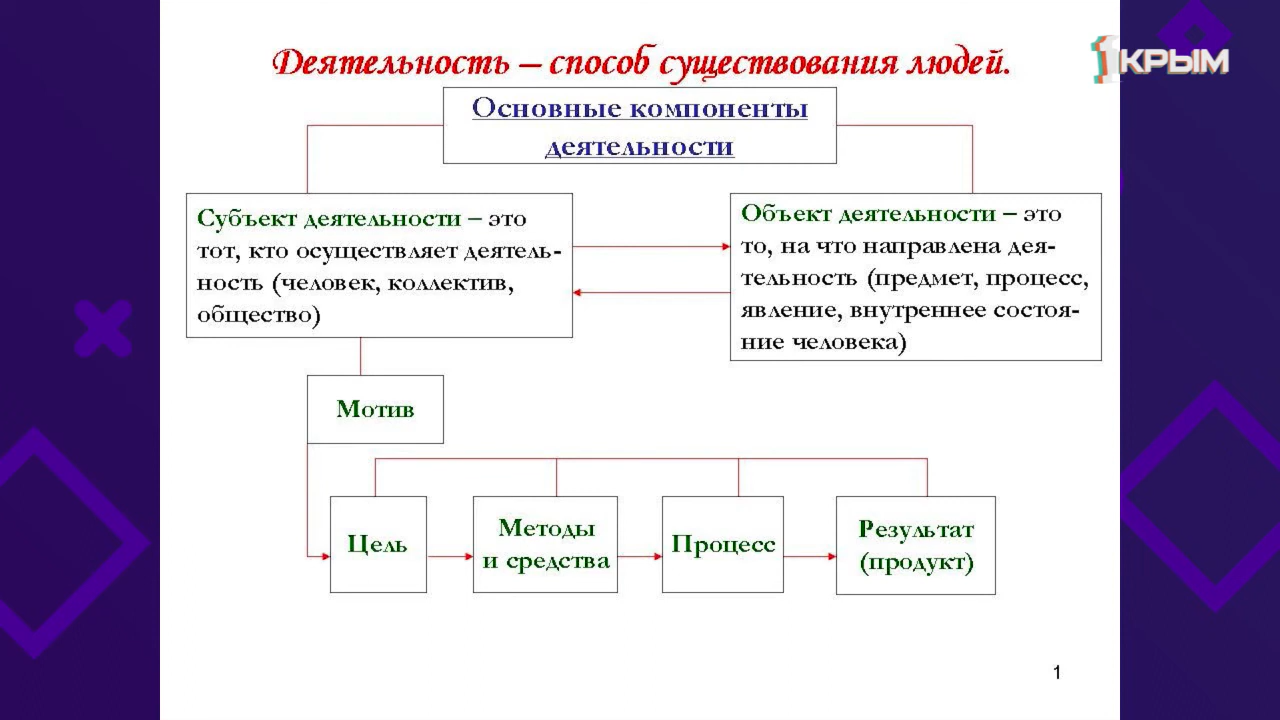 Деятельность – способ существования людей.
1КРЫМ
Основные компоненты
деятельности
Субъект деятельности – это
тот, кто осуществляет деятель-
ность (человек, коллектив,
общество)
Объект деятельности – это
то, на что направлена дея-
тельность (предмет, процесс,
явление, внутреннее состоя-
ние человека)
Мотив
Цель
Методы
и средства
Процесс
Результат
(продукт)
1